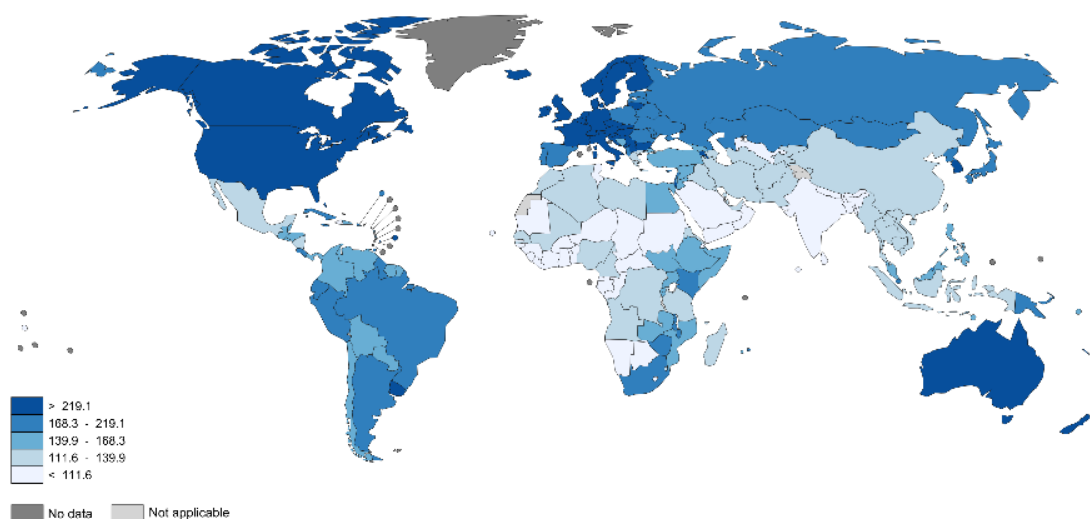 > 219.1
168.3 - 219.1
139.9 - 168.3
111.6 - 139.9
< 111.6
No data
Not applicable